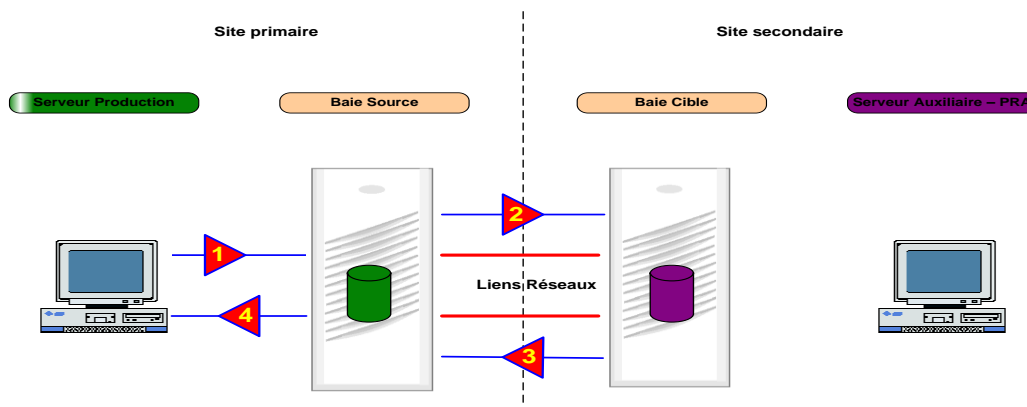 Site primaire
Site secondaire
Serveur Production
Baie Source
Baie Cible
Serveur Auxiliaire – PRA
2
1
Liens Réseaux
4
3